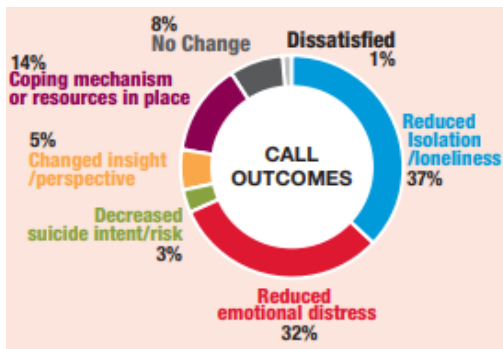 8%
No Change
Dissatisfied
1%
14%
Coping mechanism
or resources in place
Reduced
Isolation
/loneliness
37%
5%
Changed insight
/perspective
CALL
OUTCOMES
Decreased
suicide intent/risk
3%
Reduced
emotional distress
32%